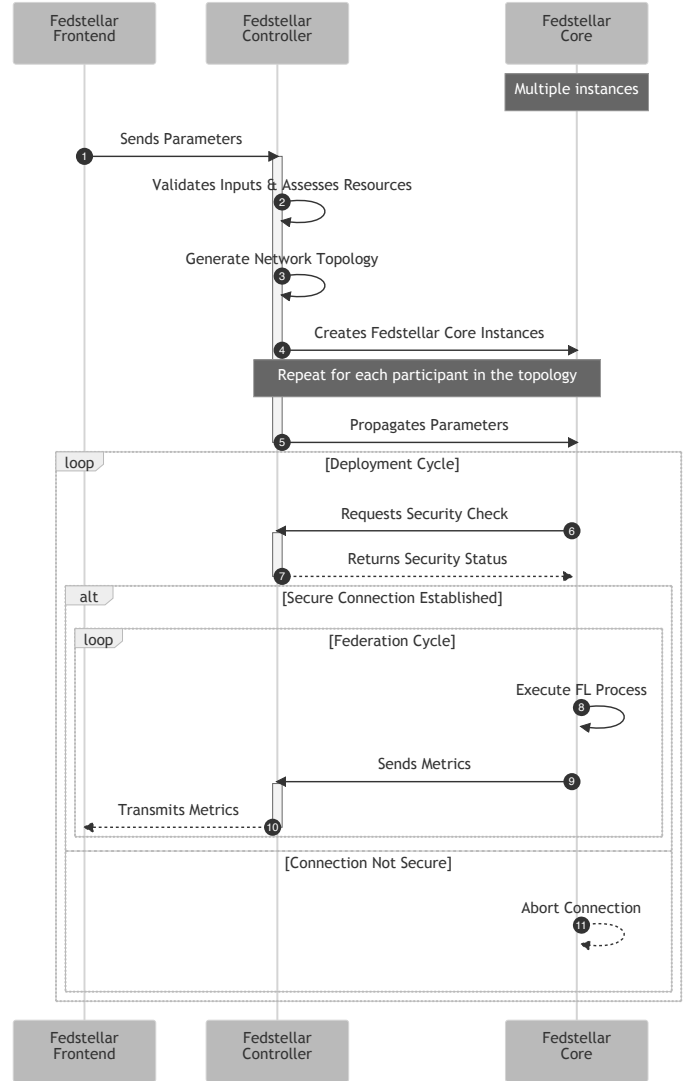 Fedstellar
Frontend
Fedstellar
Controller
Fedstellar
Core
Multiple instances
Sends Parameters
1
Validates Inputs & Assesses Resources
2
Generate Network Topology
3
Creates Fedstellar Core Instances
4
Repeat for each participant in the topology
Propagates Parameters
5
loop
[Deployment Cycle]
Requests Security Check
6
Returns Security Status
7
alt
[Secure Connection Established]
loop
[Federation Cycle]
Execute FL Process
8
Sends Metrics
9
Transmits Metrics
10
[Connection Not Secure]
Abort Connection
11
Fedstellar
Frontend
Fedstellar
Controller
Fedstellar
Core